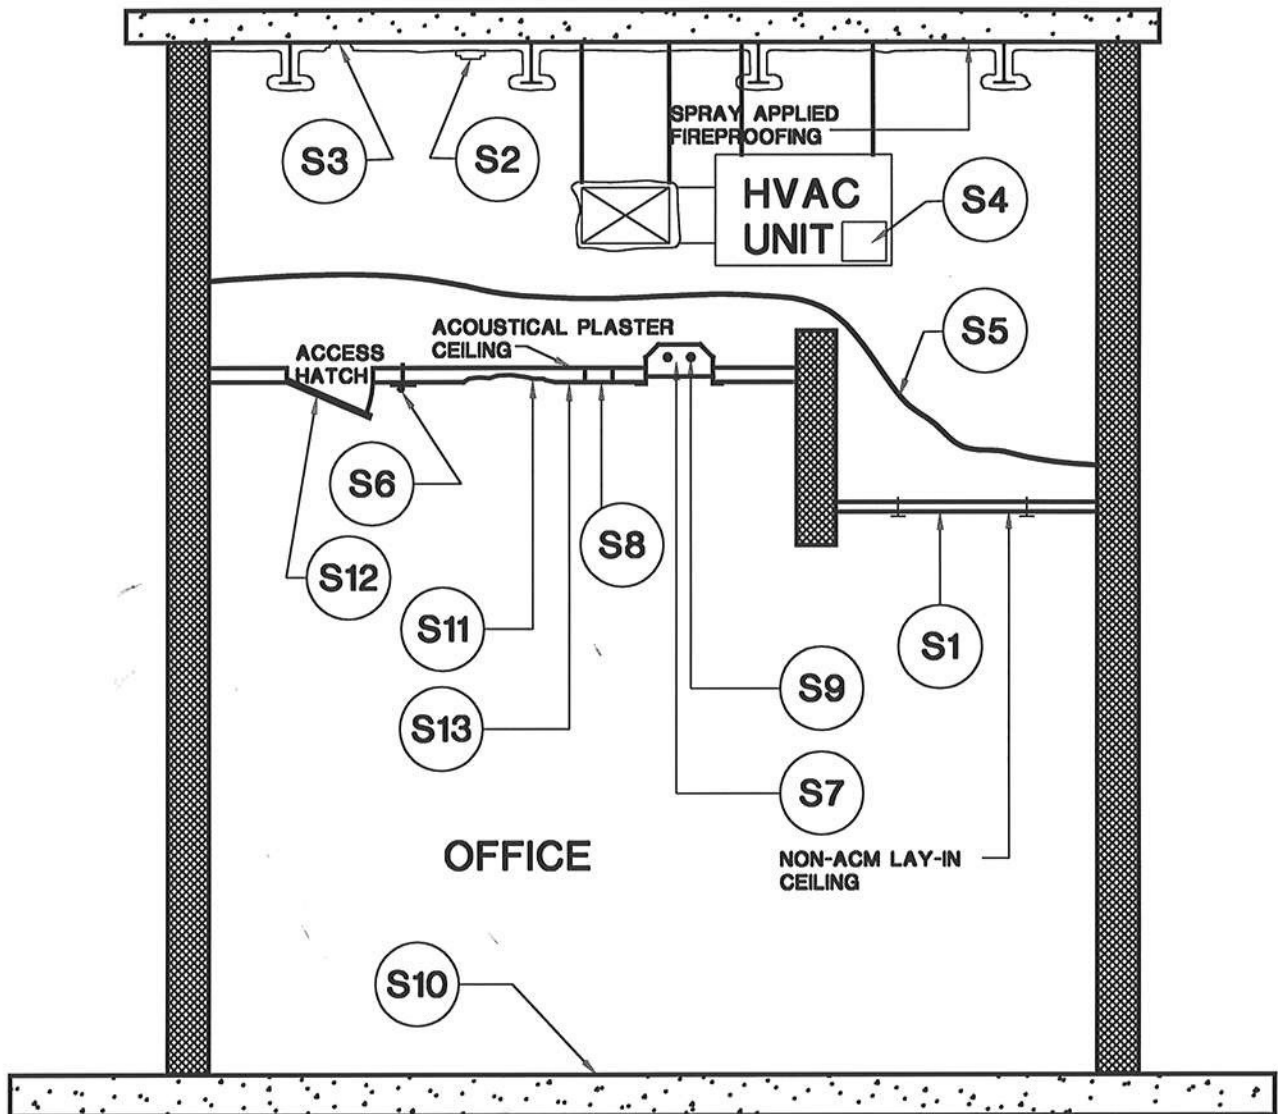 SPRAY APPLIED
FIREPROOFING
S3
S2
HVAC
UNIT
S4
S5
ACOUSTICAL PLASTER
CEILING
ACCESS
HATCH
S6
S12
S8
S11
S1
S9
S13
S7
OFFICE
NON-ACM LAY-IN
CEILING
S10